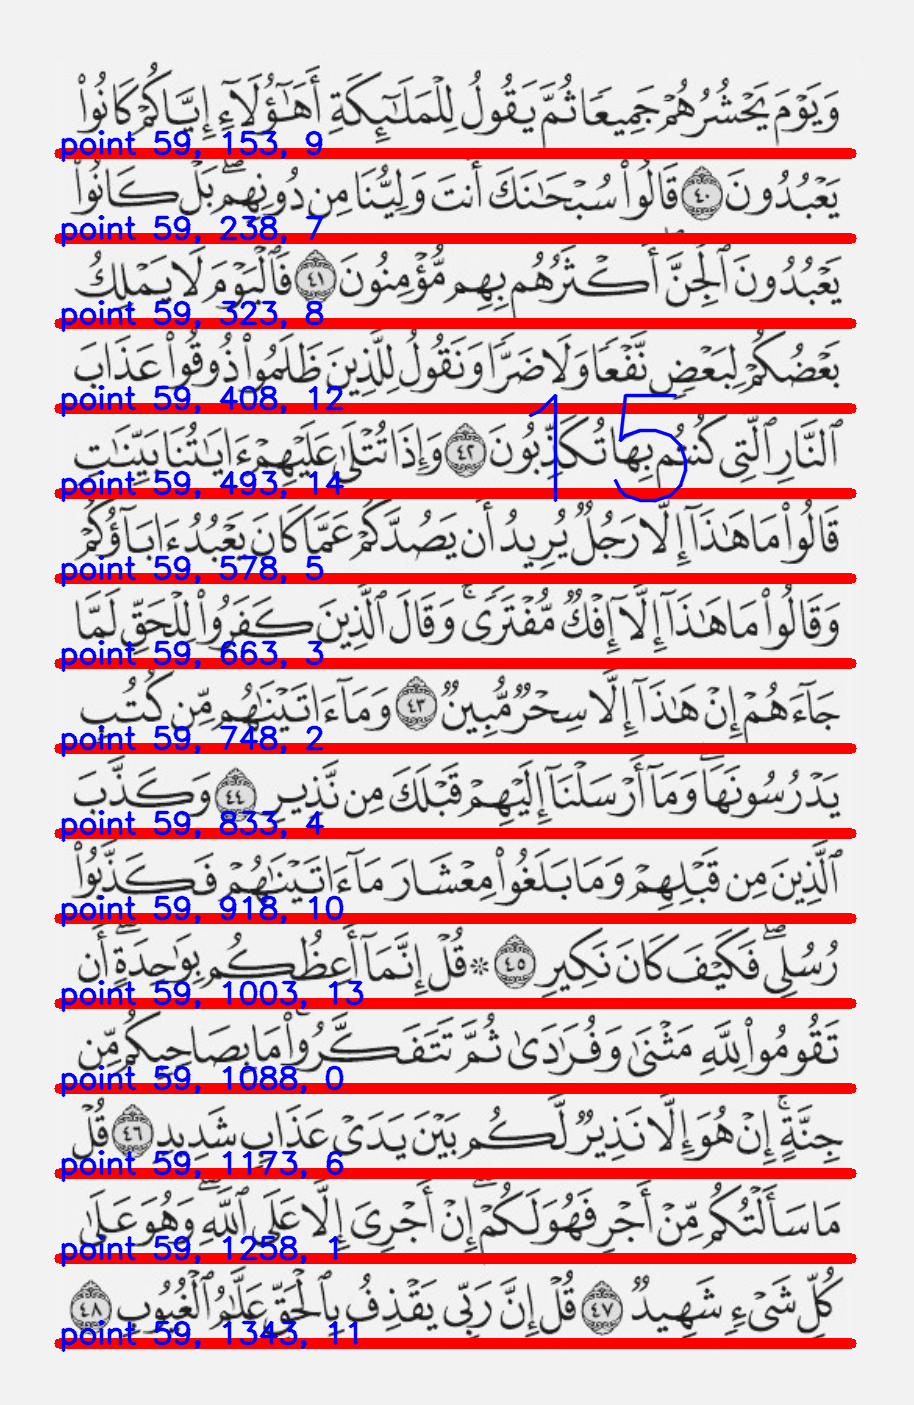 وَيَوْمَ يَحْشُرُهُمْ جَمِيعًا ثُمَّ يَقُولُ لِلْمَلَٰٓئِكَةِ أَهَٰٓؤُلَآءِ إِيَّاكُمْ كَانُوا۟
point 59, 153, 9
يَعْبُدُونَ ٤٠ قَالُوا۟ سُبْحَٰنَكَ أَنتَ وَلِيُّنَا مِن دُونِهِم ۖ بَلْ كَانُوا۟
point 59, 238, 7
يَعْبُدُونَ ٱلْجِنَّ ۖ أَكْثَرُهُم بِهِم مُّؤْمِنُونَ ٤١ فَٱلْيَوْمَ لَا يَمْلِكُ
point 59, 323, 8
بَعْضُكُمْ لِبَعْضٍ نَّفْعًا وَلَا ضَرًّا وَنَقُولُ لِلَّذِينَ ظَلَمُوا۟ ذُوقُوا۟ عَذَابَ
point 59, 408, 12
15
ٱلنَّارِ ٱلَّتِى كُنتُم بِهَا تُكَذِّبُونَ ٤٢ وَإِذَا تُتْلَىٰ عَلَيْهِمْ ءَايَٰتُنَا بَيِّنَٰتٍ
point 59, 493, 14
قَالُوا۟ مَا هَٰذَآ إِلَّا رَجُلٌ يُرِيدُ أَن يَصُدَّكُمْ عَمَّا كَانَ يَعْبُدُ ءَابَآؤُكُمْ
point 59, 578, 5
وَقَالُوا۟ مَا هَٰذَآ إِلَّآ إِفْكٌ مُّفْتَرًى ۚ وَقَالَ ٱلَّذِينَ كَفَرُوا۟ لِلْحَقِّ لَمَّا
point 59, 663, 3
جَآءَهُمْ إِنْ هَٰذَآ إِلَّا سِحْرٌ مُّبِينٌ ٤٣ وَمَآ ءَاتَيْنَٰهُم مِّن كُتُبٍ
point 59, 748, 2
يَدْرُسُونَهَا ۖ وَمَآ أَرْسَلْنَآ إِلَيْهِمْ قَبْلَكَ مِن نَّذِيرٍ ٤٤ وَكَذَّبَ
point 59, 833, 4
ٱلَّذِينَ مِن قَبْلِهِمْ وَمَا بَلَغُوا۟ مِعْشَارَ مَآ ءَاتَيْنَٰهُمْ فَكَذَّبُوا۟
point 59, 918, 10
رُسُلِى ۖ فَكَيْفَ كَانَ نَكِيرِ ٤٥ ۞ قُلْ إِنَّمَآ أَعِظُكُم بِوَٰحِدَةٍ ۖ أَن
point 59, 1003, 13
تَقُومُوا۟ لِلَّهِ مَثْنَىٰ وَفُرَٰدَىٰ ثُمَّ تَتَفَكَّرُوا۟ ۚ مَا بِصَاحِبِكُم مِّن
point 59, 1088, 0
جِنَّةٍ ۚ إِنْ هُوَ إِلَّا نَذِيرٌ لَّكُم بَيْنَ يَدَىْ عَذَابٍ شَدِيدٍ ٤٦ قُلْ
point 59, 1173, 6
مَا سَأَلْتُكُم مِّنْ أَجْرٍ فَهُوَ لَكُمْ ۖ إِنْ أَجْرِىَ إِلَّا عَلَى ٱللَّهِ ۖ وَهُوَ عَلَىٰ
point 59, 1258, 1
كُلِّ شَىْءٍ شَهِيدٌ ٤٧ قُلْ إِنَّ رَبِّى يَقْذِفُ بِٱلْحَقِّ عَلَّٰمُ ٱلْغُيُوبِ ٤٨
point 59, 1343, 11